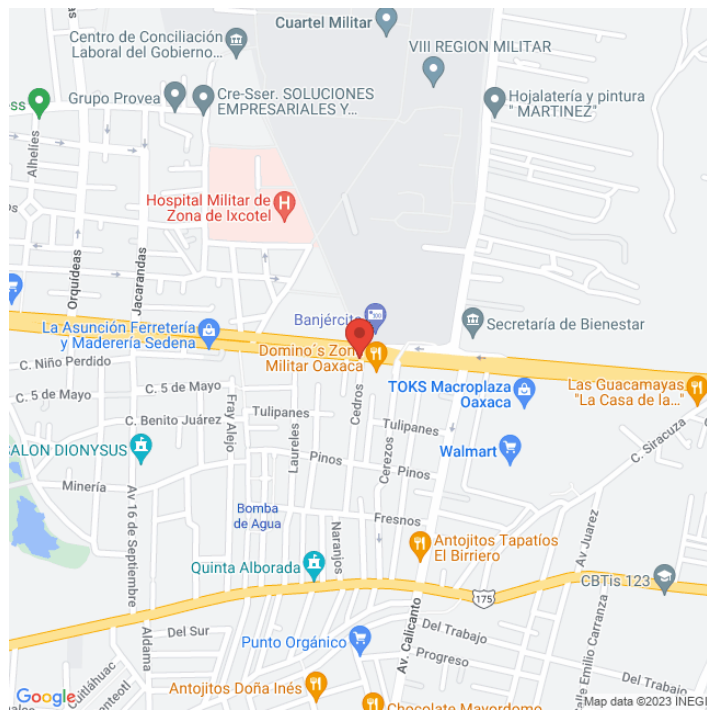 Cuartel Militar
Centro de Conciliación
Laboral del Gobierno...
VIII REGION MILITAR
Grupo Provea
Cre-Sser. SOLUCIONES
EMPRESARIALES Y...
Hojalatería y pintura
" MARTINEZ"
ss
Alhelies
Hospital Militar de
Zona de Ixcotel
os
Orquídeas
Jacarandas
Banjército
La Asunción Ferretería
y Maderería Sedena
Secretaría de Bienestar
Domino´s Zona
Militar Oaxaca
C. Niño Perdido
C. 5 de Mayo
C. 5 de Mayo
TOKS Macroplaza
Oaxaca
Las Guacamayas
"La Casa de la..."
C. Benito Juárez
Fray Alejo
Tulipanes
Laureles
Cedros
Tulipanes
Cerezos
C. Siracuza
SALON DIONYSUS
Walmart
Pinos
Pinos
Minería
Av 16 de Septiembre
Bomba
de Agua
Naranjos
Fresnos
Antojitos Tapatíos
El Birriero
Av Juarez
Quinta Alborada
CBTis 123
175
Aldama
Del Sur
Punto Orgánico
Av. Calicanto
Del Trabajo
Progreso
Calle Emilio Carranza
Cuitláhuac
Del Trabajo
Antojitos Doña Inés
Chocolate Mayordomo
Google
Map data ©2023 INEGI